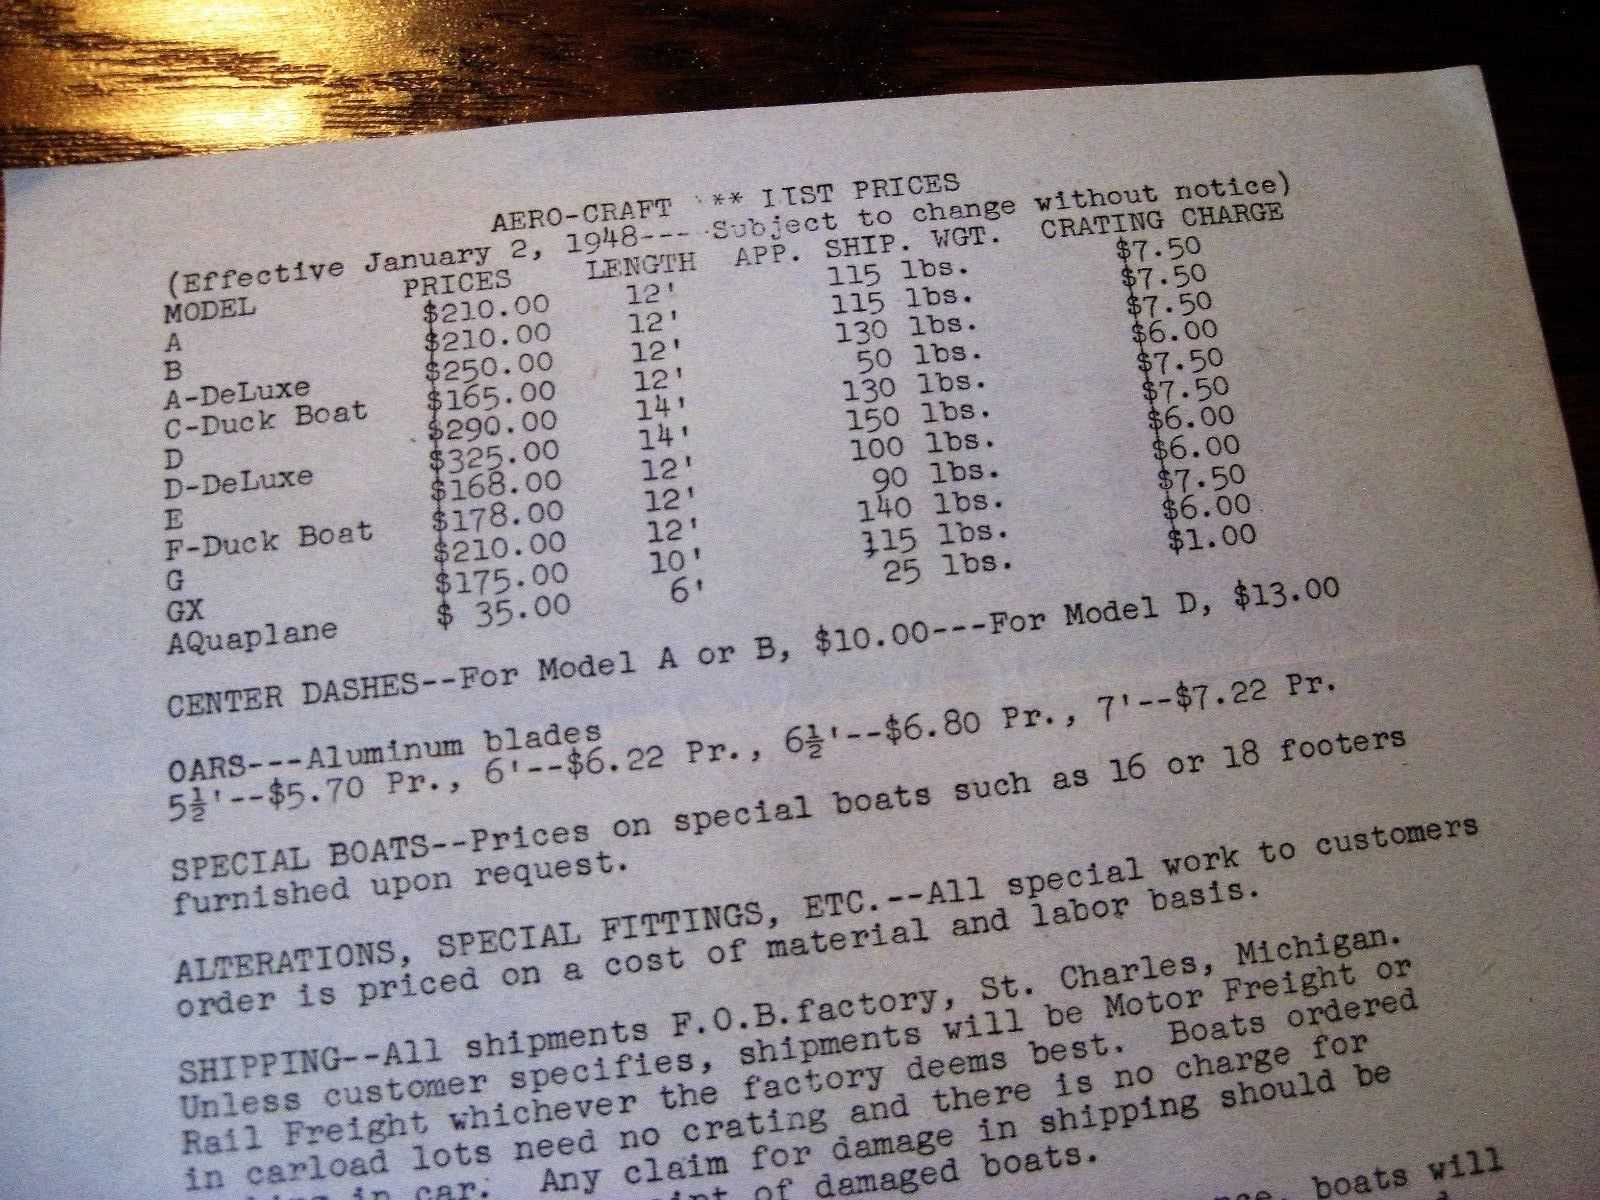 AERO-CRAFT ** LIST PRICES
(Effective January 2, 1948--- Subject to change without notice)
MODEL PRICES LENGTH APP. SHIP. WGT. CRATING CHARGE
A $210.00 12' 115 lbs. $7.50
B $210.00 12' 115 lbs. $7.50
A-DeLuxe $250.00 12' 130 lbs. $7.50
C-Duck Boat $165.00 12' 50 lbs. $6.00
D $290.00 14' 130 lbs. $7.50
D-DeLuxe $325.00 14' 150 lbs. $7.50
E $168.00 12' 100 lbs. $6.00
F-Duck Boat $178.00 12' 90 lbs. $6.00
G $210.00 12' 140 lbs. $7.50
GX $175.00 10' 115 lbs. $6.00
AQuaplane $ 35.00 6' 25 lbs. $1.00
CENTER DASHES--For Model A or B, $10.00---For Model D, $13.00
OARS---Aluminum blades
5½'--$5.70 Pr., 6'--$6.22 Pr., 6½'--$6.80 Pr., 7'--$7.22 Pr.
SPECIAL BOATS--Prices on special boats such as 16 or 18 footers
furnished upon request.
ALTERATIONS, SPECIAL FITTINGS, ETC.--All special work to customers
order is priced on a cost of material and labor basis.
SHIPPING--All shipments F.O.B.factory, St. Charles, Michigan.
Unless customer specifies, shipments will be Motor Freight or
Rail Freight whichever the factory deems best. Boats ordered
in carload lots need no crating and there is no charge for
in car. Any claim for damage in shipping should be
of damaged boats.
boats will